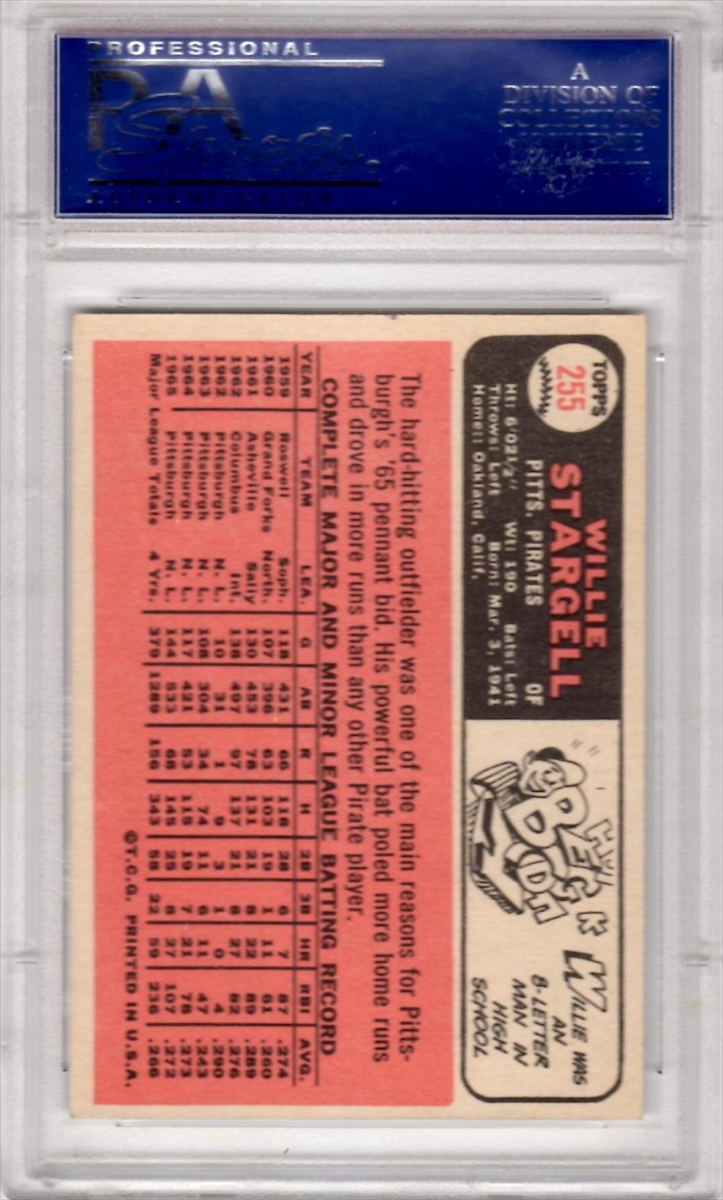 PROFESSIONAL
PSA
Sports.
AUTHENTICATOR
A
DIVISION OF
COLLECTORS
UNIVERSE
TOPPS
255
WILLIE
STARGELL
PITTS. PIRATES OF
Ht: 6'02½" Wt: 190 Bats: Left
Throws: Left Born: Mar. 3, 1941
Home: Oakland, Calif.
WILLIE WAS
AN
8-LETTER
MAN IN
HIGH
SCHOOL
The hard-hitting outfielder was one of the main reasons for Pitts-
burgh's '65 pennant bid. His powerful bat poled more home runs
and drove in more runs than any other Pirate player.
COMPLETE MAJOR AND MINOR LEAGUE BATTING RECORD
YEAR TEAM LEA. G AB R H 2B 3B HR RBI AVG.
1959 Roswell Soph. 118 431 66 118 28 6 7 87 .274
1960 Grand Forks North. 107 396 63 103 19 1 11 61 .260
1961 Asheville Sally 130 453 78 131 21 8 22 89 .289
1962 Columbus Int. 138 497 97 137 21 8 27 82 .276
1962 Pittsburgh N. L. 10 31 1 9 3 1 0 4 .290
1963 Pittsburgh N. L. 108 304 34 74 11 6 11 47 .243
1964 Pittsburgh N. L. 117 421 53 115 19 7 21 78 .273
1965 Pittsburgh N. L. 144 533 68 145 25 8 27 107 .272
Major League Totals 4 Yrs. 379 1289 156 343 58 22 59 236 .266
©T.C.G. PRINTED IN U.S.A.